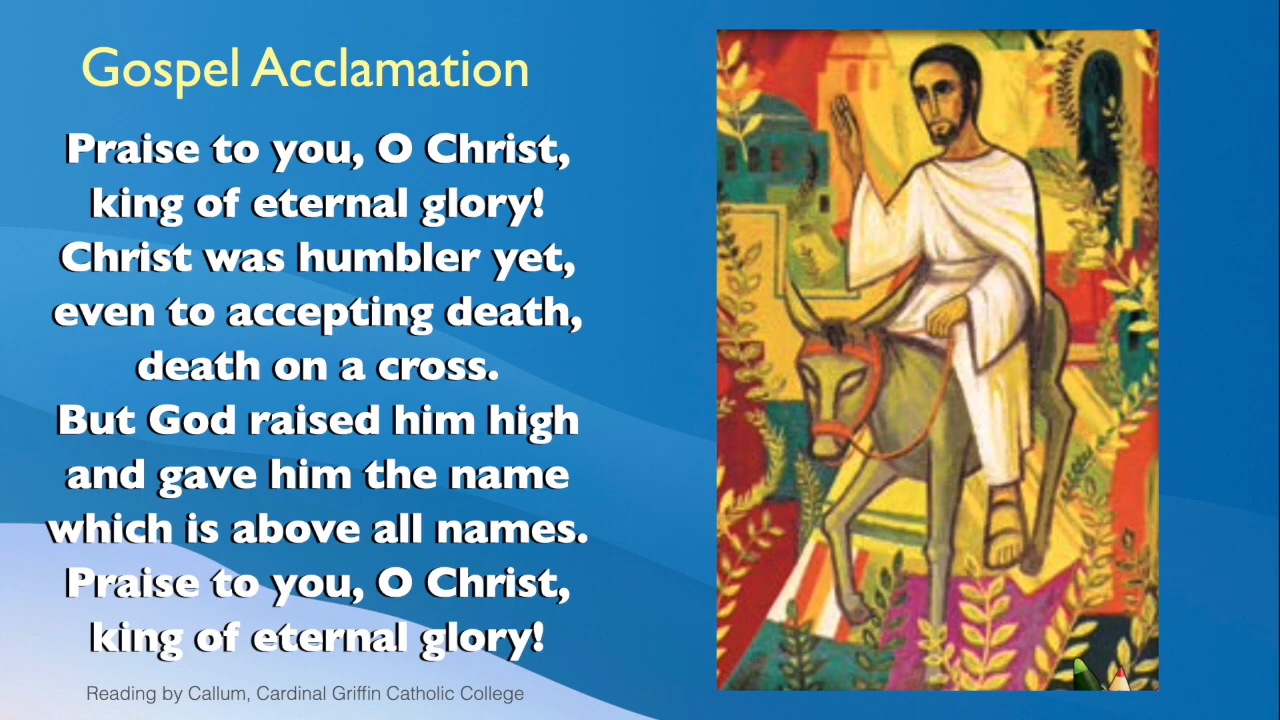 Gospel Acclamation
Praise to you, O Christ,
king of eternal glory!
Christ was humbler yet,
even to accepting death,
death on a cross.
But God raised him high
and gave him the name
which is above all names.
Praise to you, O Christ,
king of eternal glory!
Reading by Callum, Cardinal Griffin Catholic College